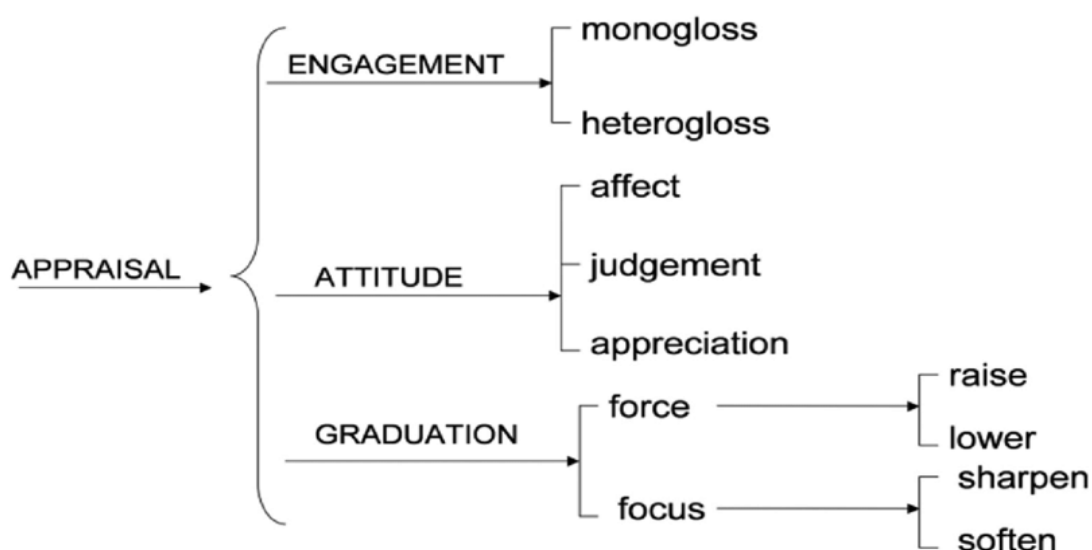 monogloss
ENGAGEMENT
heterogloss
affect
APPRAISAL
judgement
ATTITUDE
appreciation
raise
force
lower
GRADUATION
sharpen
focus
soften